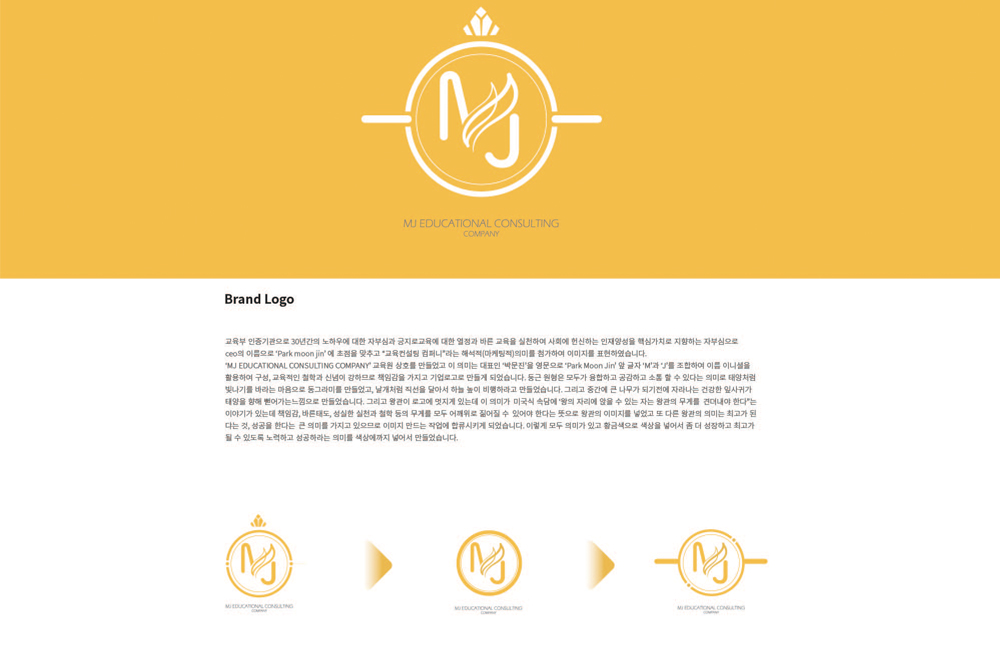 MJ
MJ EDUCATIONAL CONSULTING
COMPANY
Brand Logo
교육부 인증기관으로 30년간의 노하우에 대한 자부심과 긍지로교육에 대한 열정과 바른 교육을 실천하여 사회에 헌신하는 인재양성을 핵심가치로 지향하는 자부심으로
ceo의 이름으로 'Park moon jin' 에 초점을 맞추고 "교육컨설팅 컴퍼니"라는 해석적(마케팅적)의미를 첨가하여 이미지를 표현하였습니다.
'MJ EDUCATIONAL CONSULTING COMPANY' 교육원 상호를 만들었고 이 의미는 대표인 '박문진'을 영문으로 'Park Moon Jin' 앞 글자 'M'과 'J'를 조합하여 이름 이니셜을
활용하여 구성, 교육적인 철학과 신념이 강하므로 책임감을 가지고 기업로고로 만들게 되었습니다. 둥근 원형은 모두가 융합하고 공감하고 소통 할 수 있다는 의미로 태양처럼
빛나기를 바라는 마음으로 동그라미를 만들었고, 날개처럼 직선을 달아서 하늘 높이 비행하라고 만들었습니다. 그리고 중간에 큰 나무가 되기전에 자라나는 건강한 잎사귀가
태양을 향해 뻗어가는느낌으로 만들었습니다. 그리고 왕관이 로고에 멋지게 있는데 이 의미가 미국식 속담에 '왕의 자리에 앉을 수 있는 자는 왕관의 무게를 견뎌내야 한다"는
이야기가 있는데 책임감, 바른태도, 성실한 실천과 철학 등의 무게를 모두 어깨위로 짊어질 수 있어야 한다는 뜻으로 왕관의 이미지를 넣었고 또 다른 왕관의 의미는 최고가 된
다는 것, 성공을 한다는 큰 의미를 가지고 있으므로 이미지 만드는 작업에 합류시키게 되었습니다. 이렇게 모두 의미가 있고 황금색으로 색상을 넣어서 좀 더 성장하고 최고가
될 수 있도록 노력하고 성공하라는 의미를 색상에까지 넣어서 만들었습니다.
MJ
MJ EDUCATIONAL CONSULTING
COMPANY
MJ
MJ EDUCATIONAL CONSULTING
COMPANY
MJ
MJ EDUCATIONAL CONSULTING
COMPANY